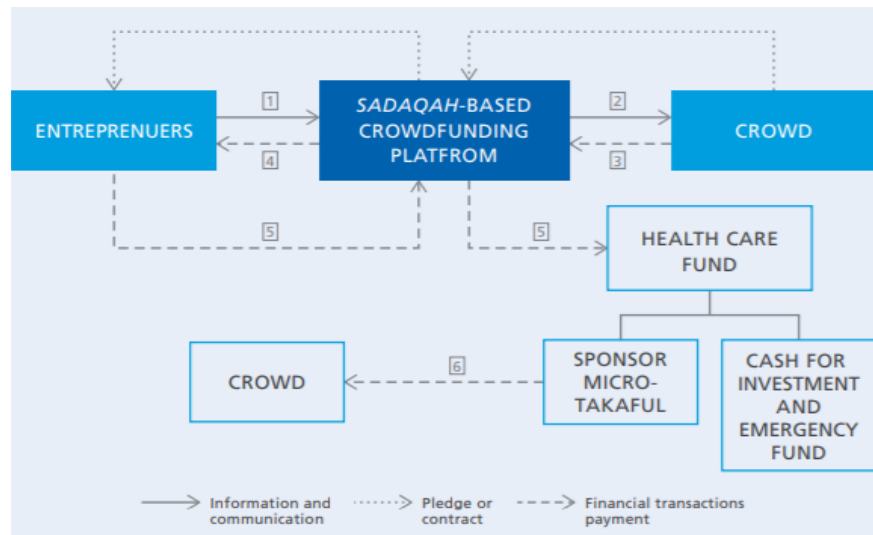 1
2
ENTREPRENUERS
SADAQAH-BASED
CROWDFUNDING
PLATFROM
CROWD
4
3
5
5
HEALTH CARE
FUND
CROWD
6
SPONSOR
MICRO-
TAKAFUL
CASH FOR
INVESTMENT
AND
EMERGENCY
FUND
Information and
communication
Pledge or
contract
Financial transactions
payment